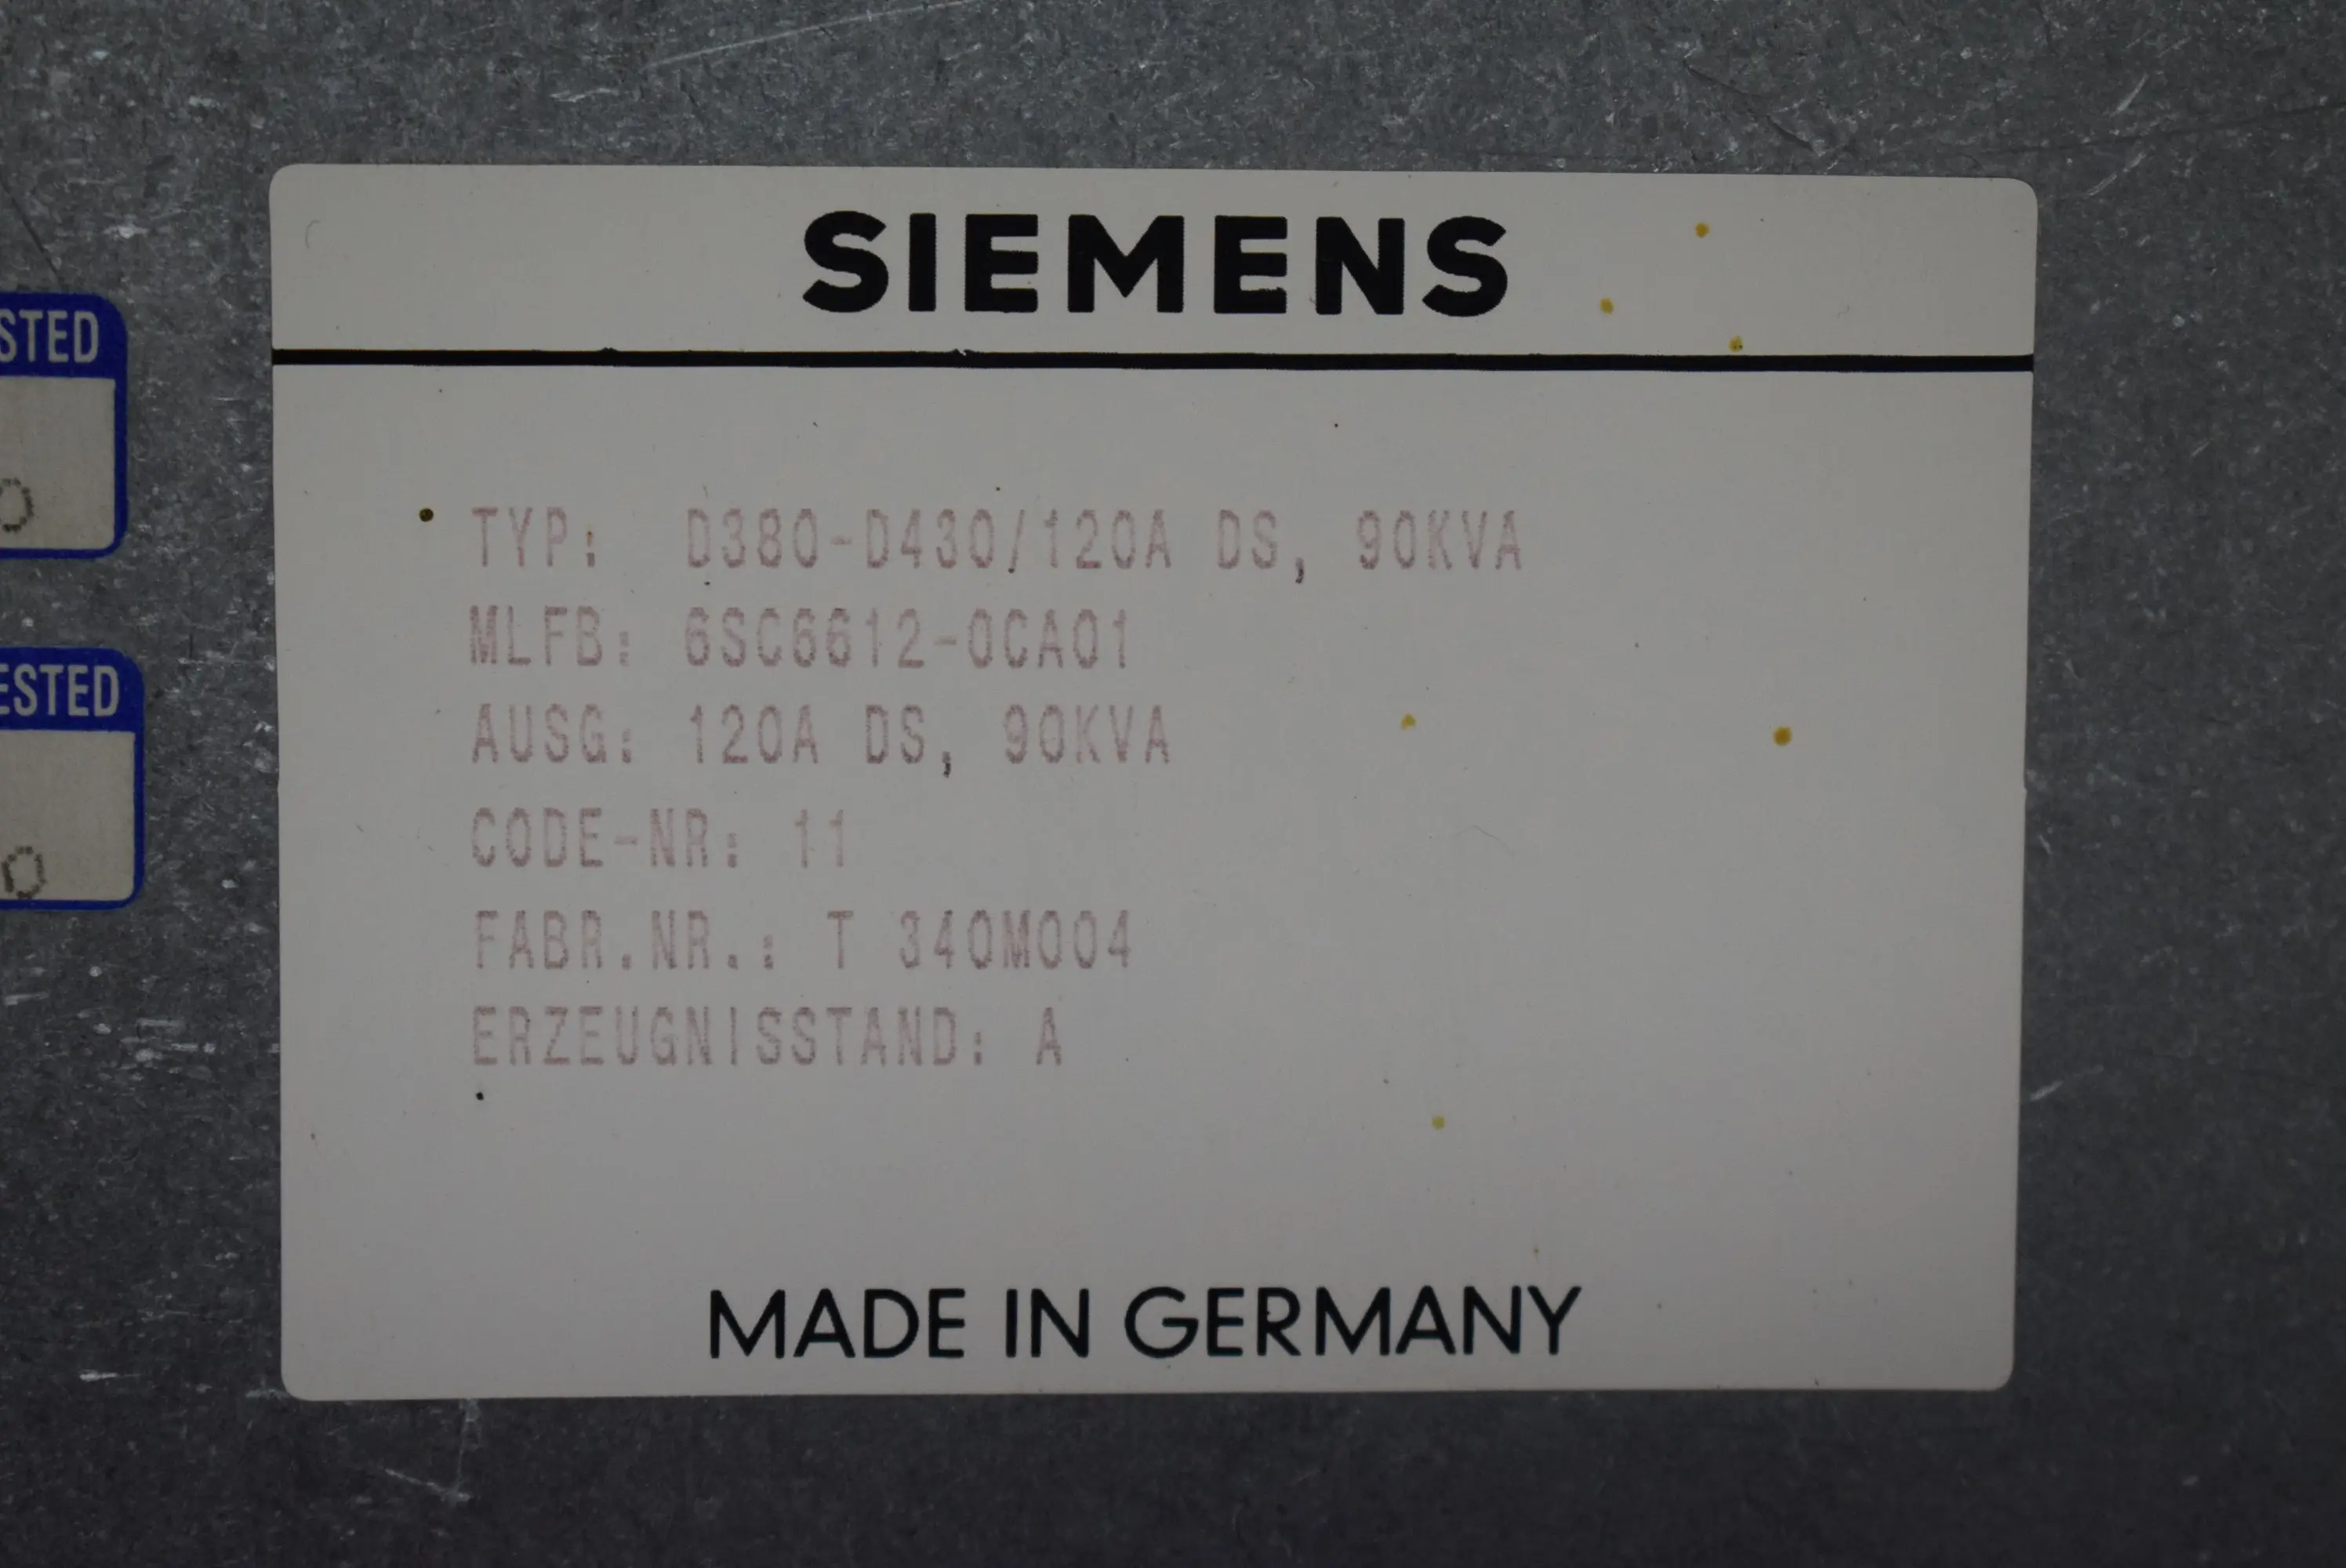 SIEMENS
TYP: D380-D430/120A DS, 90KVA
MLFB: 6SC6612-0CA01
AUSG: 120A DS, 90KVA
CODE-NR: 11
FABR.NR.: T 340M004
ERZEUGNISSTAND: A
MADE IN GERMANY
STED
ESTED